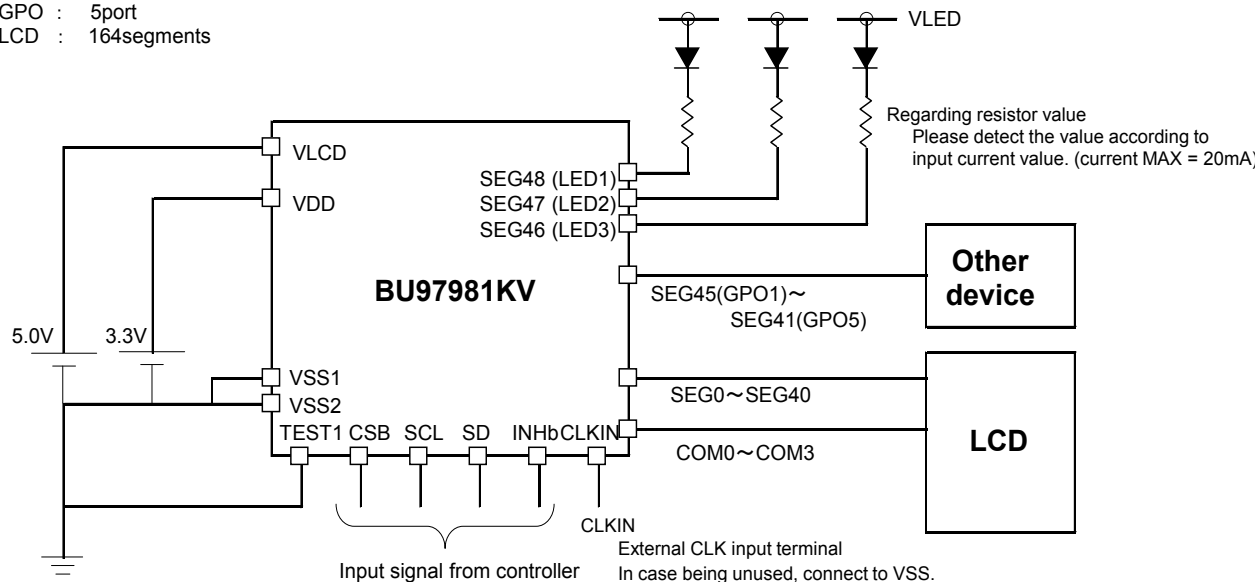 GPO : 5port
LCD : 164segments
VLED
Regarding resistor value
Please detect the value according to
input current value. (current MAX = 20mA)
VLCD
VDD
SEG48 (LED1)
SEG47 (LED2)
SEG46 (LED3)
BU97981KV
SEG45(GPO1)～
SEG41(GPO5)
Other
device
5.0V
3.3V
VSS1
VSS2
SEG0～SEG40
COM0～COM3
LCD
TEST1 CSB SCL SD INHb CLKIN
CLKIN
External CLK input terminal
In case being unused, connect to VSS.
Input signal from controller